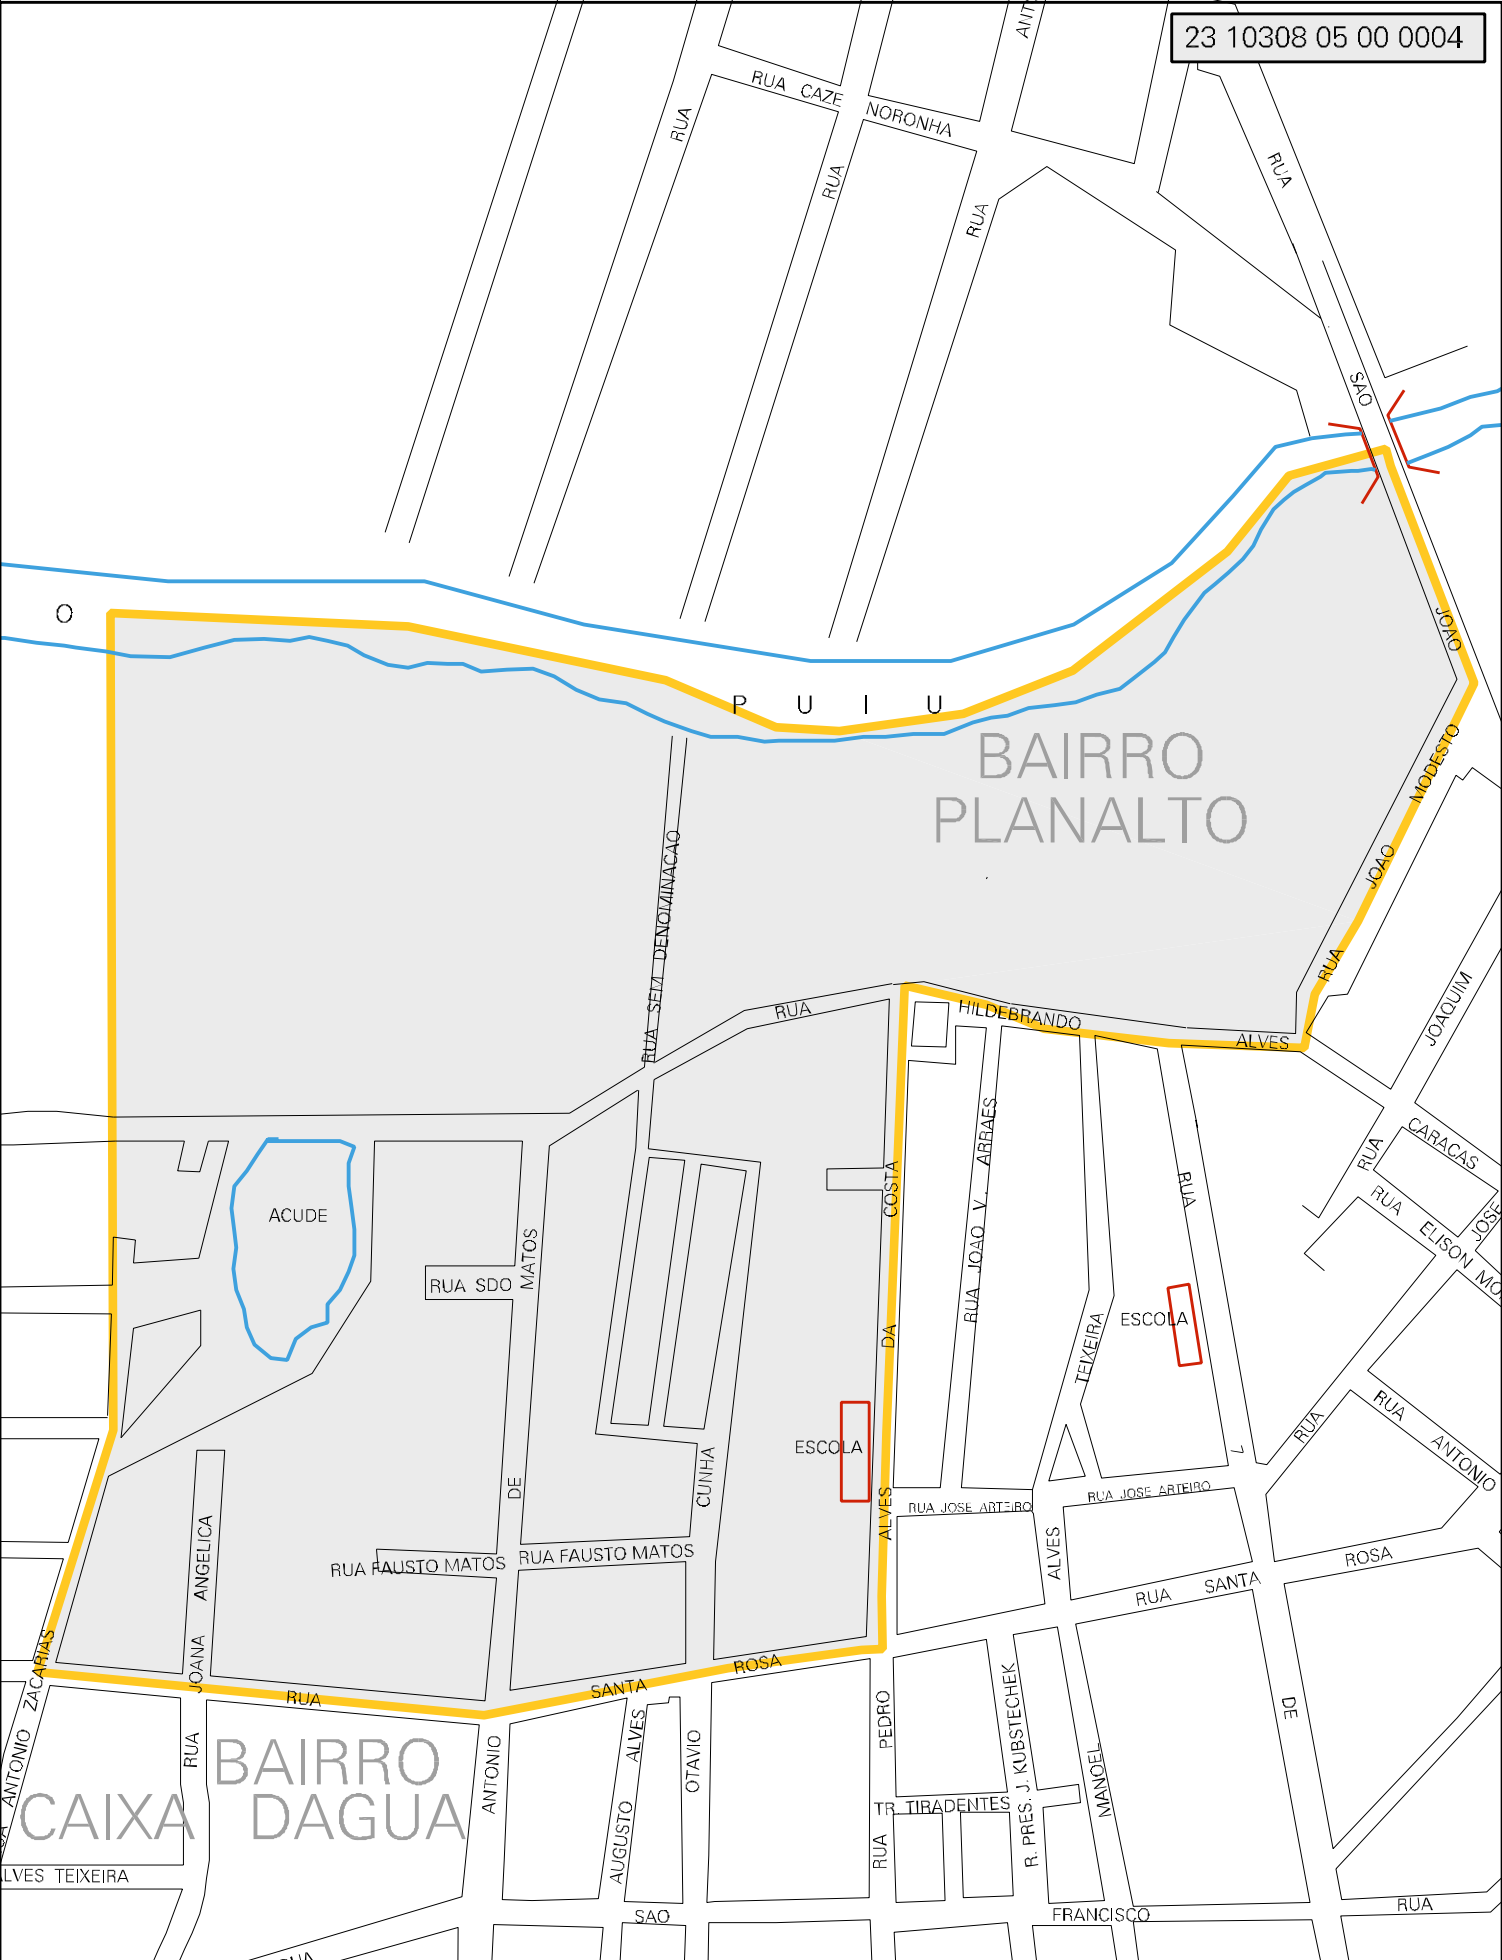 23 10308 05 00 0004
RUA CAZE NORONHA
RUA
RUA
RUA
RUA SAO JOAO
O
P U I U
BAIRRO
PLANALTO
RUA JOAO MODESTO
RUA SEM DENOMINACAO
RUA HILDEBRANDO ALVES
JOAQUIM
RUA
CARACAS
RUA ELISON
JOSE
ACUDE
RUA SDO
MATOS
DE
ANTONIO
COSTA
DA
ALVES
PEDRO
RUA
RUA JOAO V. ARRAES
TEIXEIRA
ALVES
MANOEL
RUA
7
DE
ESCOLA
ESCOLA
RUA
RUA ANTONIO
CUNHA
OTAVIO
RUA JOSE ARTEIRO
RUA JOSE ARTEIRO
RUA FAUSTO MATOS
RUA FAUSTO MATOS
ANGELICA
JOANA
RUA
ANTONIO ZACARIAS
RUA SANTA ROSA
RUA SANTA ROSA
BAIRRO
CAIXA DAGUA
AUGUSTO ALVES
R. PRES. J. KUBSTECHEK
TR. TIRADENTES
LVES TEIXEIRA
SAO FRANCISCO
RUA